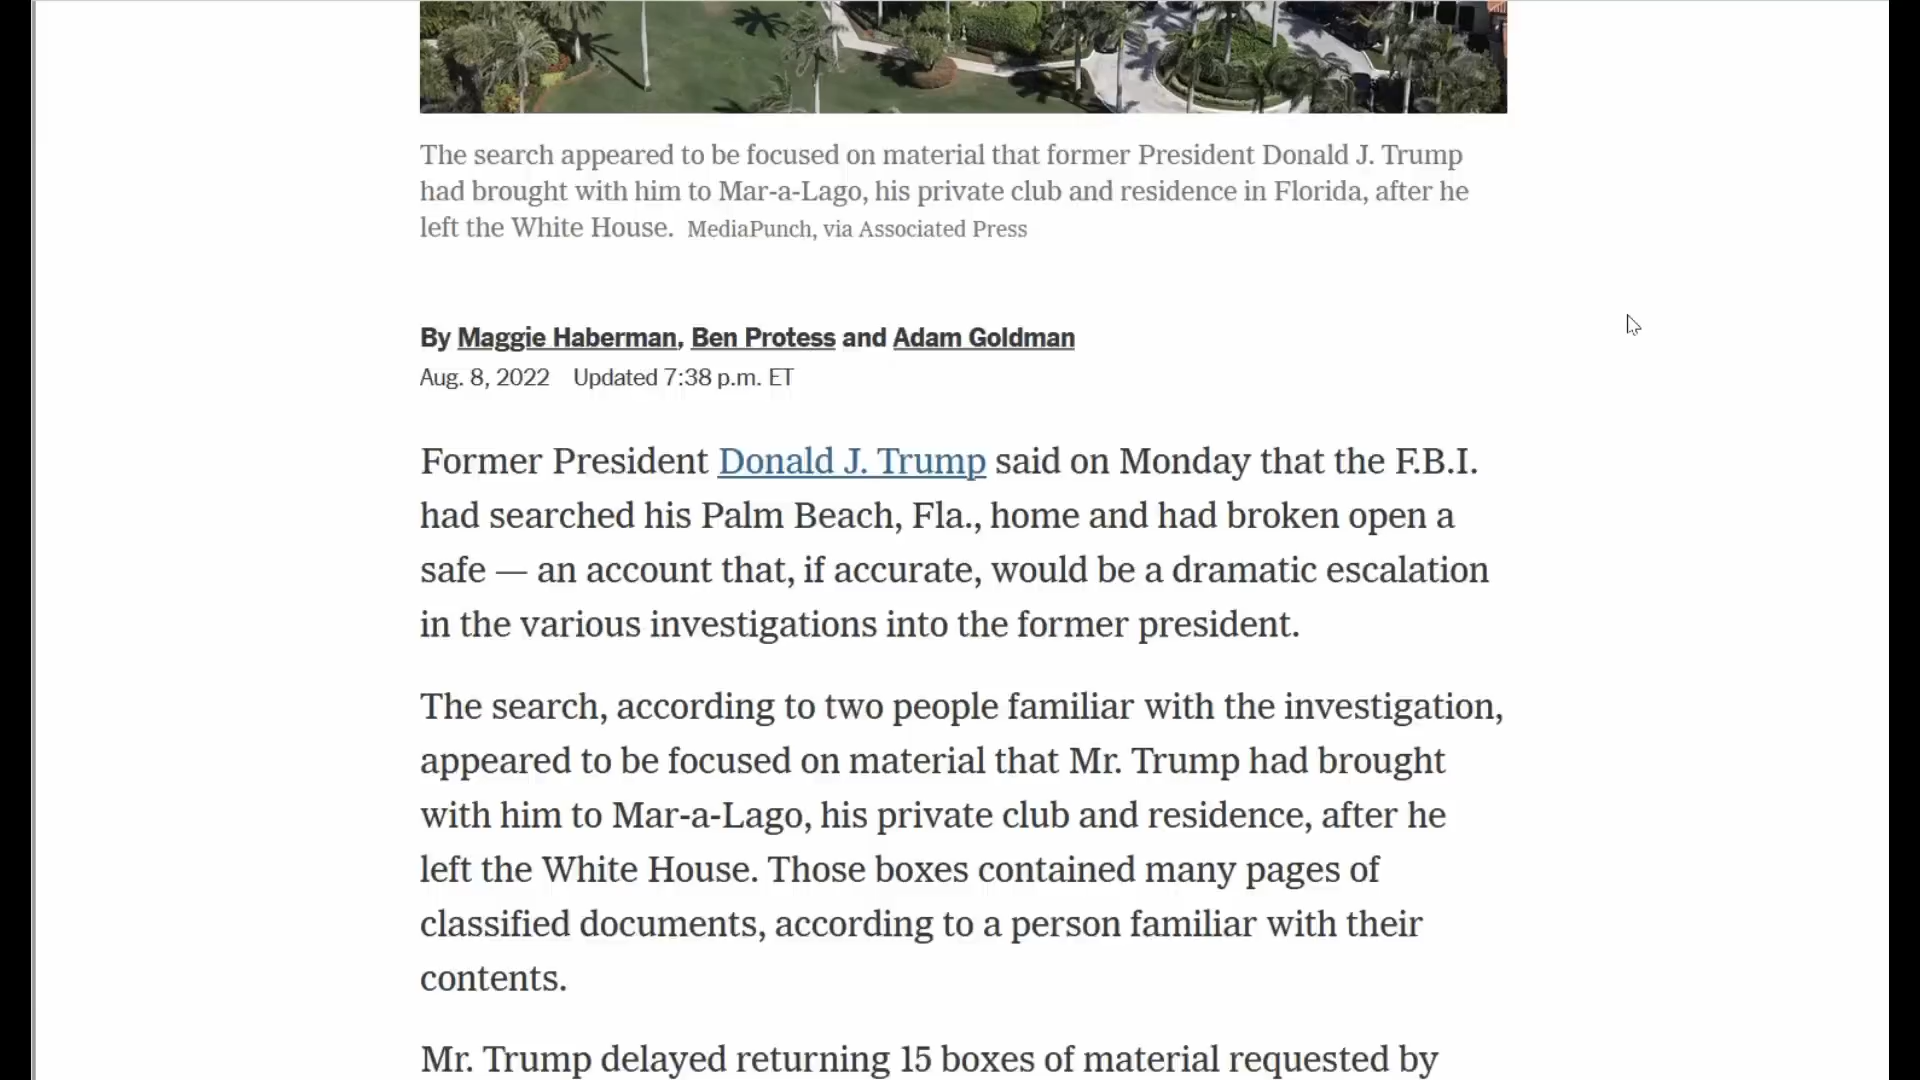 The search appeared to be focused on material that former President Donald J. Trump
had brought with him to Mar-a-Lago, his private club and residence in Florida, after he
left the White House. MediaPunch, via Associated Press
By Maggie Haberman, Ben Protess and Adam Goldman
Aug. 8, 2022 Updated 7:38 p.m. ET
Former President Donald J. Trump said on Monday that the F.B.I.
had searched his Palm Beach, Fla., home and had broken open a
safe — an account that, if accurate, would be a dramatic escalation
in the various investigations into the former president.
The search, according to two people familiar with the investigation,
appeared to be focused on material that Mr. Trump had brought
with him to Mar-a-Lago, his private club and residence, after he
left the White House. Those boxes contained many pages of
classified documents, according to a person familiar with their
contents.
Mr. Trump delayed returning 15 boxes of material requested by